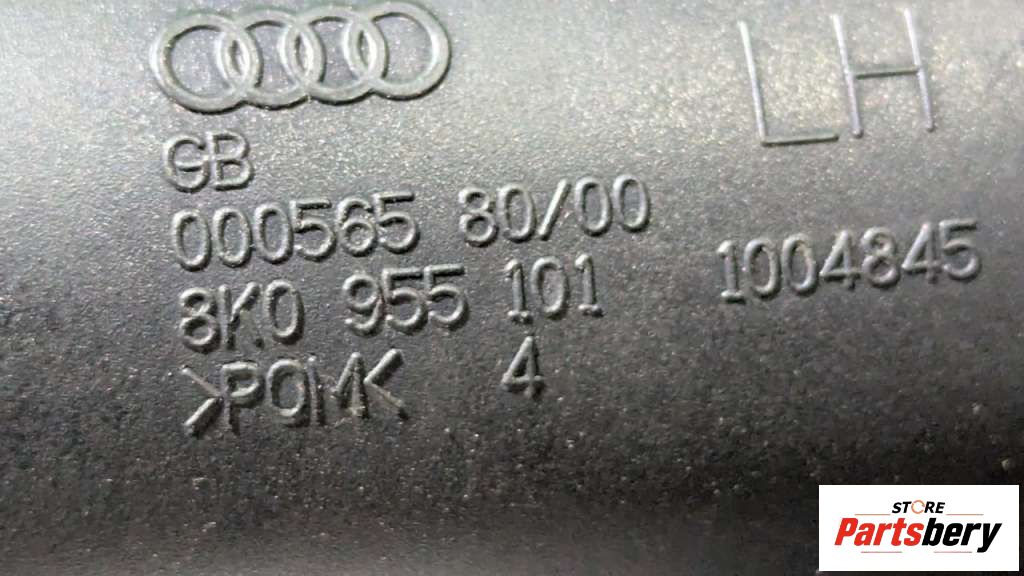 LH
GB
000565 80/00
8K0 955 101 1004845
>POM< 4
STORE
Partsbery